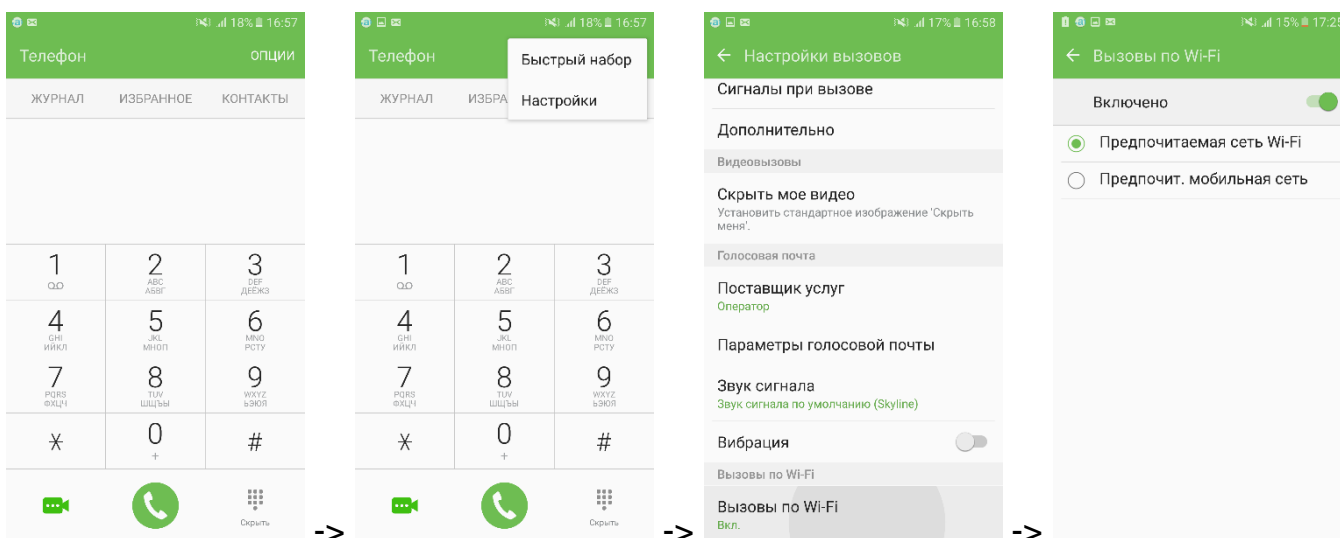 18% 16:57
Телефон ОПЦИИ
ЖУРНАЛ ИЗБРАННОЕ КОНТАКТЫ
1 2 3
ABC DEF
АБВГ ДЕЁЖЗ
4 5 6
GHI JKL MNO
ИЙКЛ МНОП РСТУ
7 8 9
PQRS TUV WXYZ
ФХЦЧ ШЩЪЫ ЬЭЮЯ
* 0 #
+
Скрыть
->
18% 16:57
Телефон
Быстрый набор
Настройки
ЖУРНАЛ ИЗБРА
1 2 3
ABC DEF
АБВГ ДЕЁЖЗ
4 5 6
GHI JKL MNO
ИЙКЛ МНОП РСТУ
7 8 9
PQRS TUV WXYZ
ФХЦЧ ШЩЪЫ ЬЭЮЯ
* 0 #
+
Скрыть
->
17% 16:58
Настройки вызовов
Сигналы при вызове
Дополнительно
Видеовызовы
Скрыть мое видео
Установить стандартное изображение 'Скрыть
меня'.
Голосовая почта
Поставщик услуг
Оператор
Параметры голосовой почты
Звук сигнала
Звук сигнала по умолчанию (Skyline)
Вибрация
Вызовы по Wi-Fi
Вызовы по Wi-Fi
Вкл.
->
15% 17:25
Вызовы по Wi-Fi
Включено
Предпочитаемая сеть Wi-Fi
Предпочит. мобильная сеть